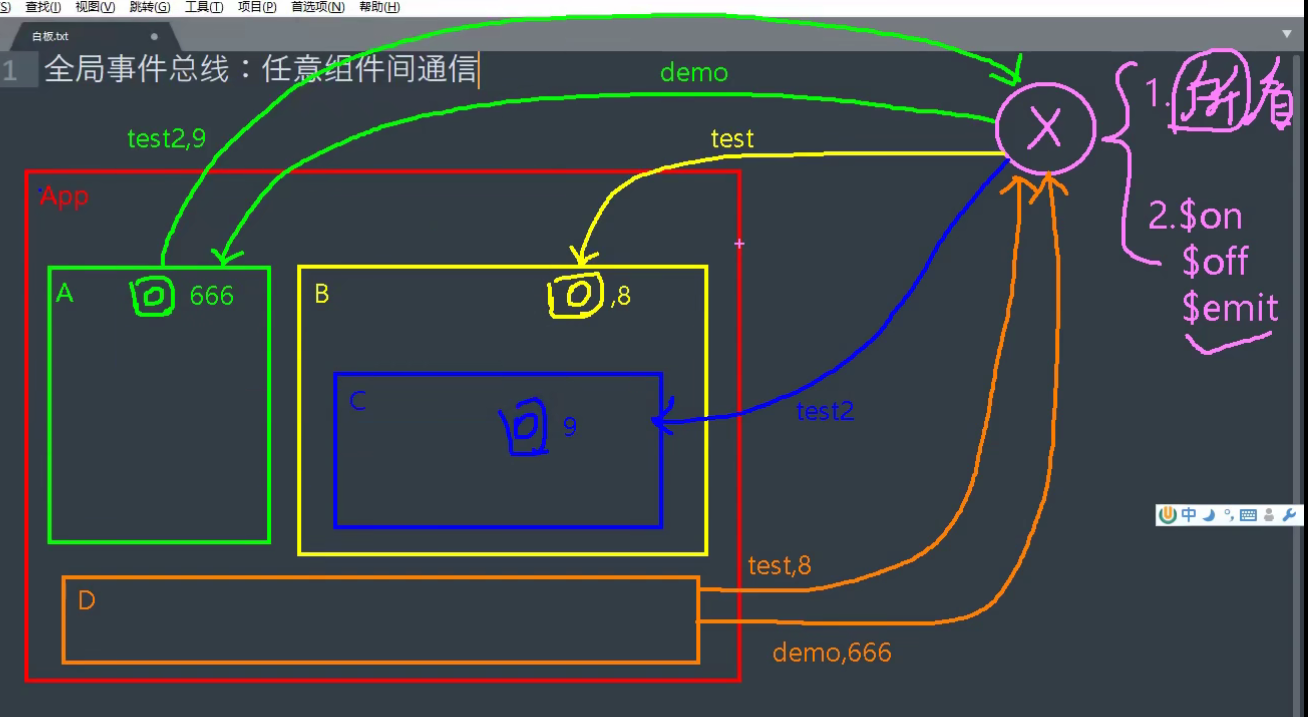 S) 查找(I) 视图(V) 跳转(G) 工具(T) 项目(P) 首选项(N) 帮助(H)
白板.txt
1 全局事件总线：任意组件间通信
demo
test2,9
test
X
1.所有
App
2.$on
$off
$emit
A 666
B ,8
C 9
test2
中
test,8
D
demo,666